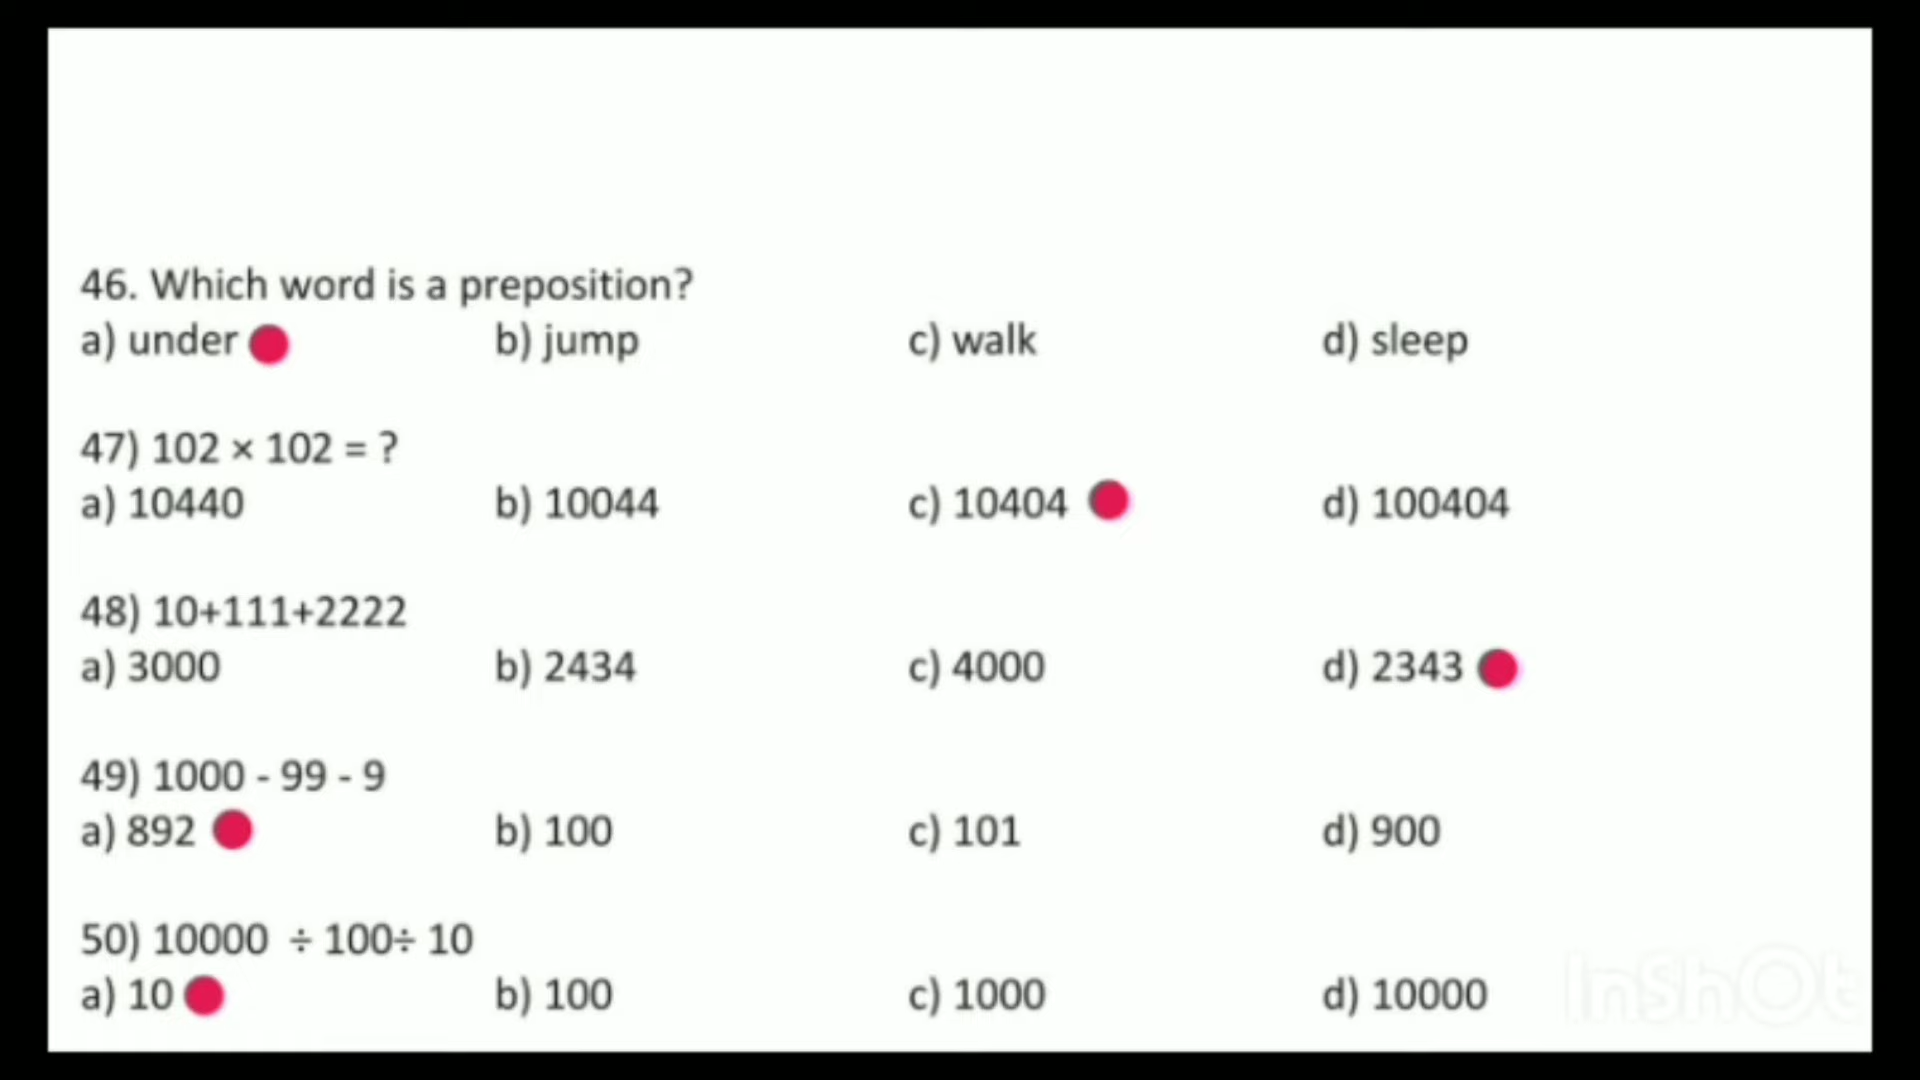 46. Which word is a preposition?
a) under b) jump c) walk d) sleep
47) 102 × 102 = ?
a) 10440 b) 10044 c) 10404 d) 100404
48) 10+111+2222
a) 3000 b) 2434 c) 4000 d) 2343
49) 1000 - 99 - 9
a) 892 b) 100 c) 101 d) 900
50) 10000 ÷ 100÷ 10
a) 10 b) 100 c) 1000 d) 10000
InShOt